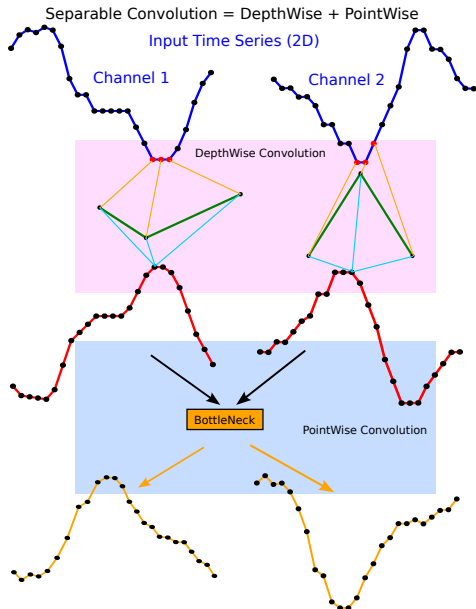 Separable Convolution = DepthWise + PointWise
Input Time Series (2D)
Channel 1
Channel 2
DepthWise Convolution
BottleNeck
PointWise Convolution